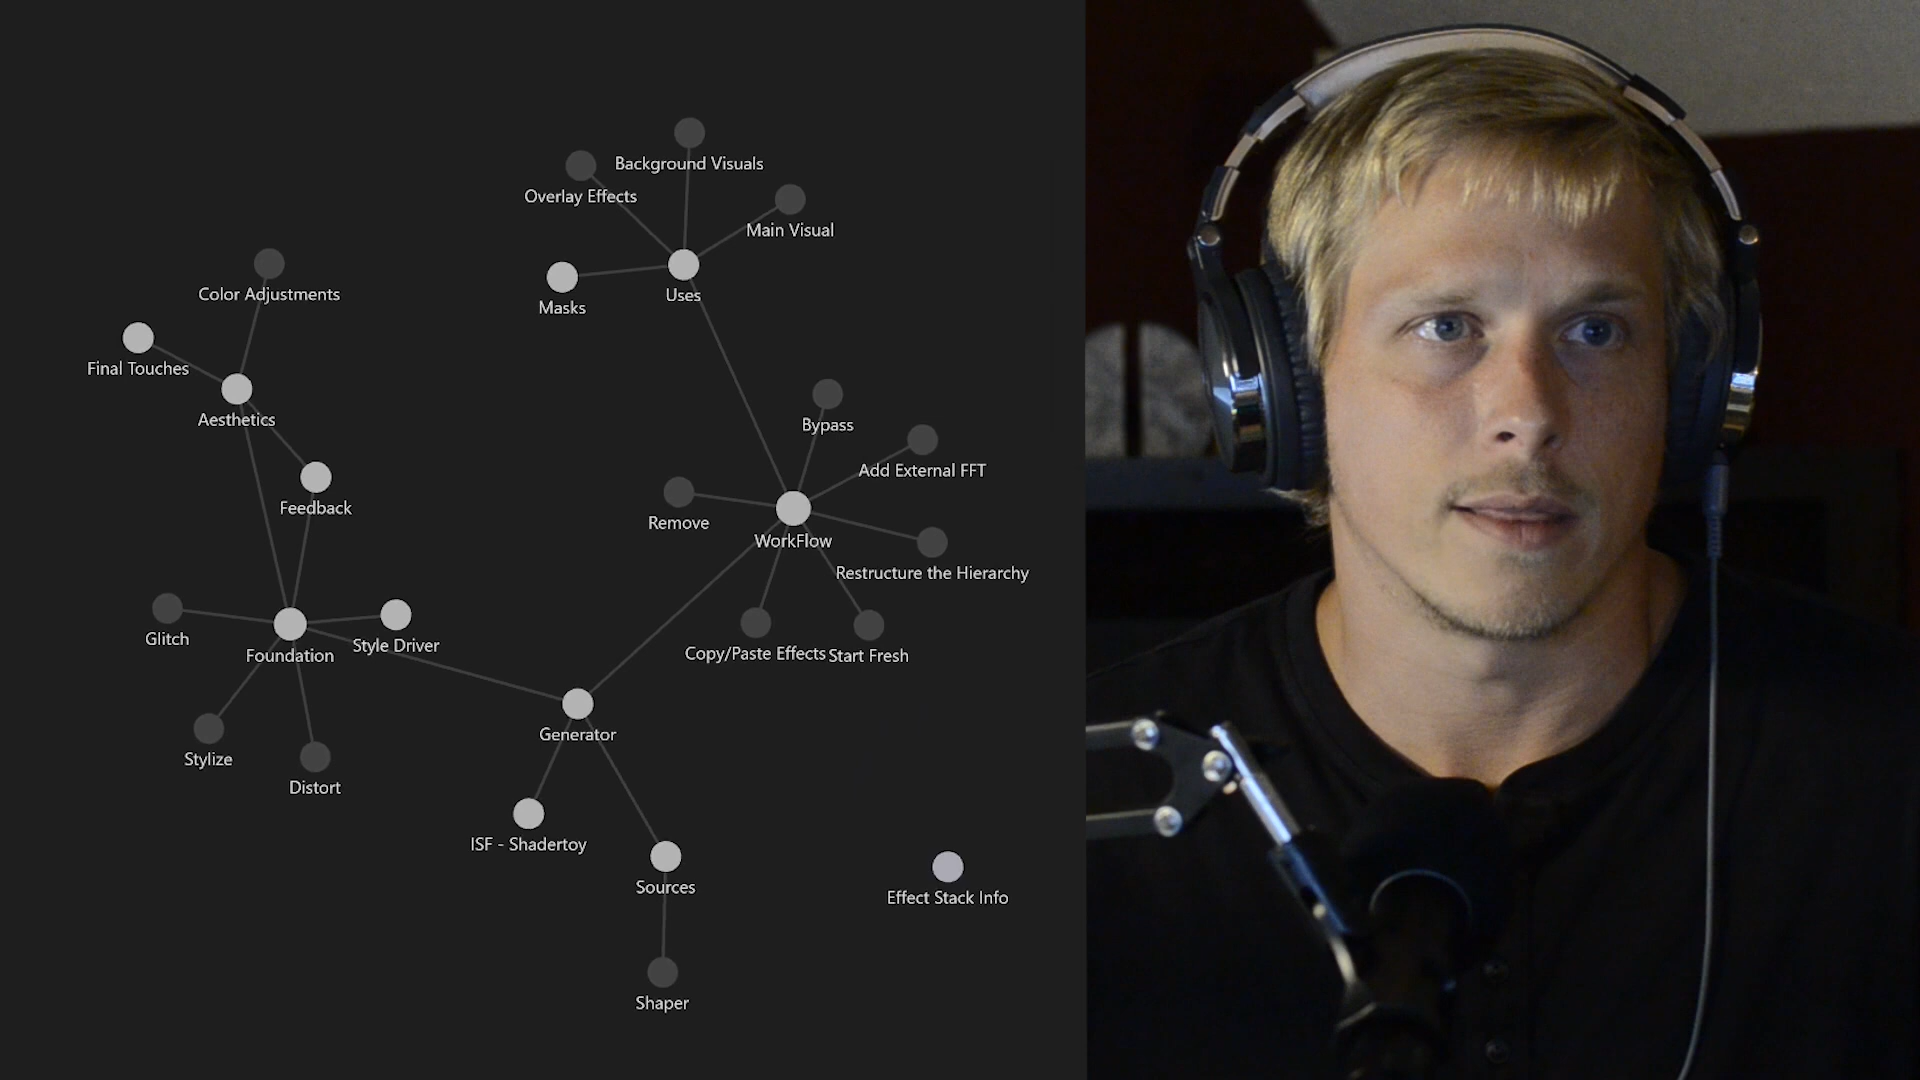 Background Visuals
Overlay Effects
Main Visual
Color Adjustments
Uses
Masks
Final Touches
Aesthetics
Bypass
Add External FFT
Feedback
Remove
WorkFlow
Restructure the Hierarchy
Glitch
Style Driver
Foundation
Copy/Paste Effects
Start Fresh
Generator
Stylize
Distort
ISF - Shadertoy
Sources
Effect Stack Info
Shaper